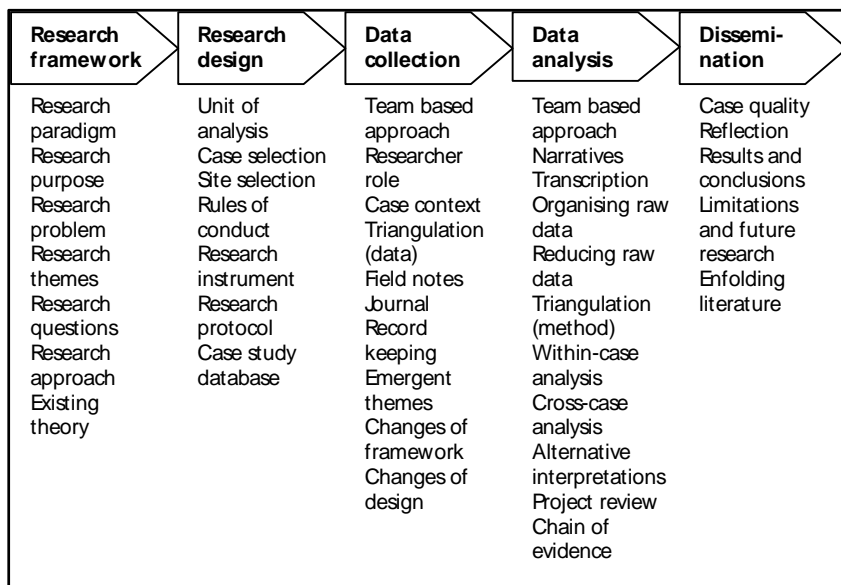 Research
framework
Research
design
Data
collection
Data
analysis
Dissemi-
nation
Research
paradigm
Research
purpose
Research
problem
Research
themes
Research
questions
Research
approach
Existing
theory
Unit of
analysis
Case selection
Site selection
Rules of
conduct
Research
instrument
Research
protocol
Case study
database
Team based
approach
Researcher
role
Case context
Triangulation
(data)
Field notes
Journal
Record
keeping
Emergent
themes
Changes of
framework
Changes of
design
Team based
approach
Narratives
Transcription
Organising raw
data
Reducing raw
data
Triangulation
(method)
Within-case
analysis
Cross-case
analysis
Alternative
interpretations
Project review
Chain of
evidence
Case quality
Reflection
Results and
conclusions
Limitations
and future
research
Enfolding
literature